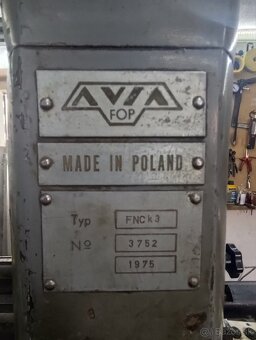 AVIA
FOP
MADE IN POLAND
Typ FNCk3
No 3752
1975